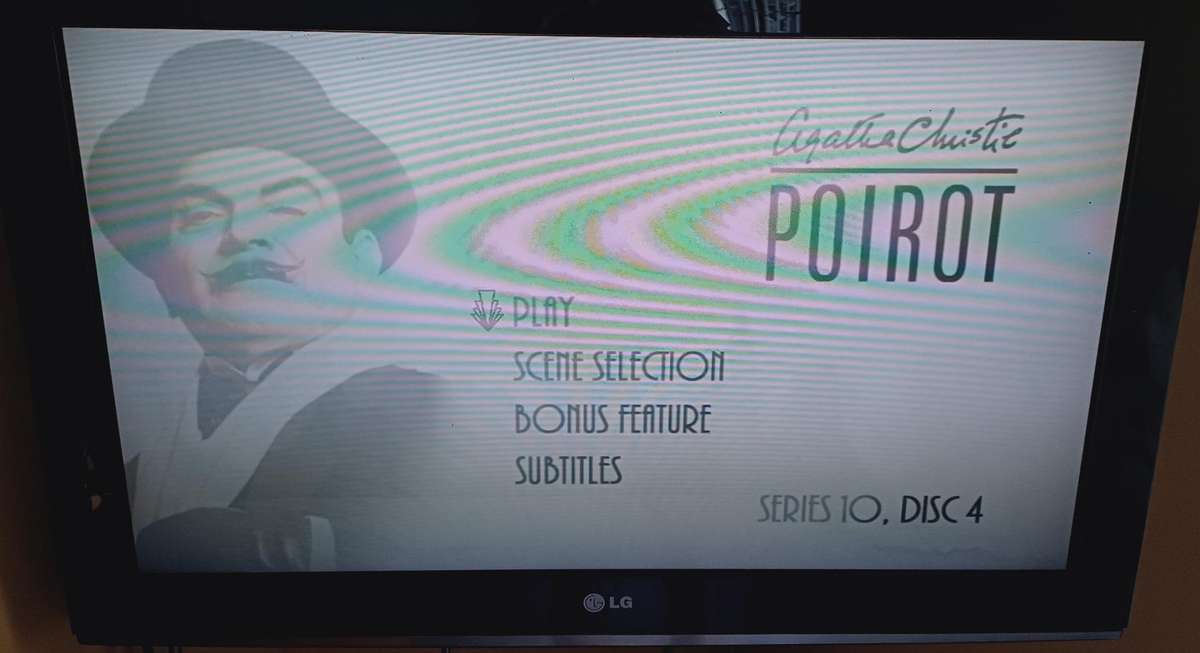 Agatha Christie
POIROT
PLAY
SCENE SELECTION
BONUS FEATURE
SUBTITLES
SERIES 10, DISC 4
LG